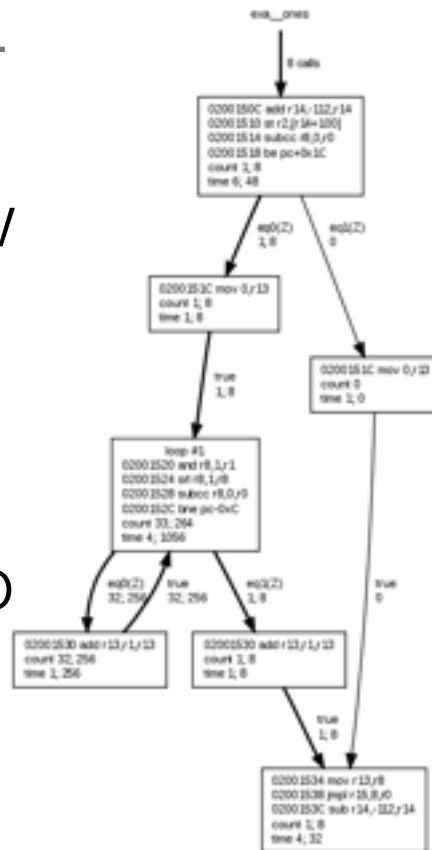 exa__ones
8 calls
0200150C add r14,-112,r14
02001510 st r2,[r14+100]
02001514 subcc r8,0,r0
02001518 be pc+0x1C
count 1, 8
time 6; 48
eq0(Z)
1; 8
eq1(Z)
0
0200151C mov 0,r13
count 1; 8
time 1; 8
0200151C mov 0,r13
count 0
time 1; 0
true
1; 8
loop #1
02001520 and r8,1,r1
02001524 srl r8,1,r8
02001528 subcc r8,0,r0
0200152C bne pc-0xC
count 33; 264
time 4; 1056
eq0(Z)
32; 256
true
32; 256
eq1(Z)
1; 8
true
0
02001530 add r13,r1,r13
count 32, 256
time 1; 256
02001530 add r13,r1,r13
count 1, 8
time 1; 8
true
1; 8
02001534 mov r13,r8
02001538 jmpl r15,8,r0
0200153C sub r14,-112,r14
count 1, 8
time 4; 32